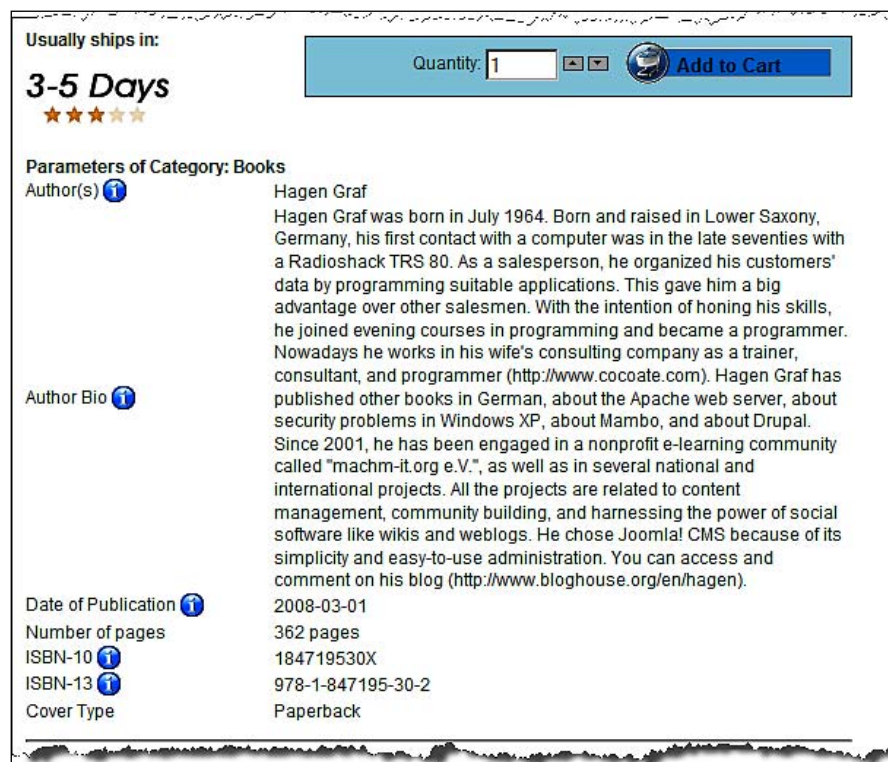 Usually ships in:
Quantity: 1 Add to Cart
3-5 Days
Parameters of Category: Books
Author(s) Hagen Graf
Hagen Graf was born in July 1964. Born and raised in Lower Saxony,
Germany, his first contact with a computer was in the late seventies with
a Radioshack TRS 80. As a salesperson, he organized his customers'
data by programming suitable applications. This gave him a big
advantage over other salesmen. With the intention of honing his skills,
he joined evening courses in programming and became a programmer.
Nowadays he works in his wife's consulting company as a trainer,
consultant, and programmer (http://www.cocoate.com). Hagen Graf has
Author Bio published other books in German, about the Apache web server, about
security problems in Windows XP, about Mambo, and about Drupal.
Since 2001, he has been engaged in a nonprofit e-learning community
called "machm-it.org e.V.", as well as in several national and
international projects. All the projects are related to content
management, community building, and harnessing the power of social
software like wikis and weblogs. He chose Joomla! CMS because of its
simplicity and easy-to-use administration. You can access and
comment on his blog (http://www.bloghouse.org/en/hagen).
Date of Publication 2008-03-01
Number of pages 362 pages
ISBN-10 184719530X
ISBN-13 978-1-847195-30-2
Cover Type Paperback